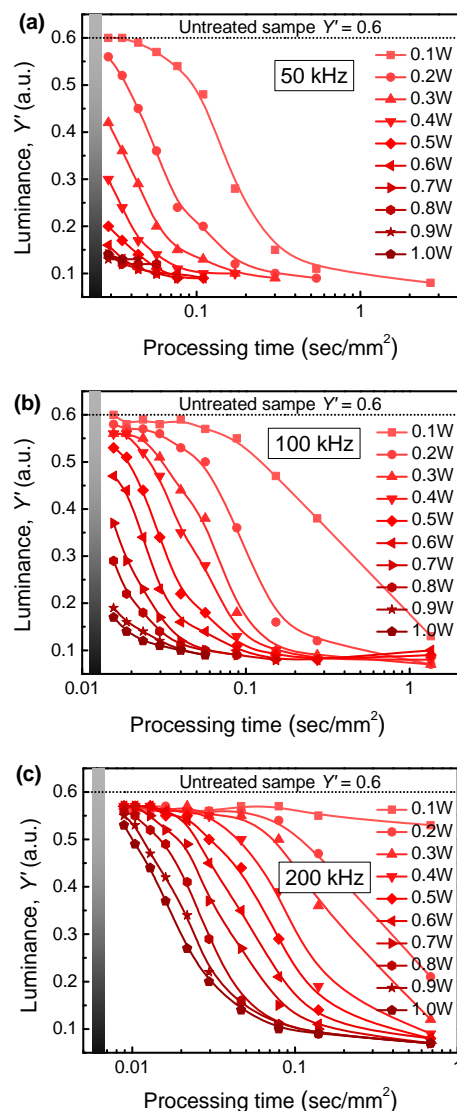 (a)
Untreated sampe Y' = 0.6
50 kHz
0.1W
0.2W
0.3W
0.4W
0.5W
0.6W
0.7W
0.8W
0.9W
1.0W
Luminance, Y' (a.u.)
0.6
0.5
0.4
0.3
0.2
0.1
0.1
1
Processing time (sec/mm²)
(b)
Untreated sampe Y' = 0.6
100 kHz
0.1W
0.2W
0.3W
0.4W
0.5W
0.6W
0.7W
0.8W
0.9W
1.0W
Luminance, Y' (a.u.)
0.6
0.5
0.4
0.3
0.2
0.1
0.01
0.1
1
Processing time (sec/mm²)
(c)
Untreated sampe Y' = 0.6
200 kHz
0.1W
0.2W
0.3W
0.4W
0.5W
0.6W
0.7W
0.8W
0.9W
1.0W
Luminance, Y' (a.u.)
0.6
0.5
0.4
0.3
0.2
0.1
0.01
0.1
1
Processing time (sec/mm²)